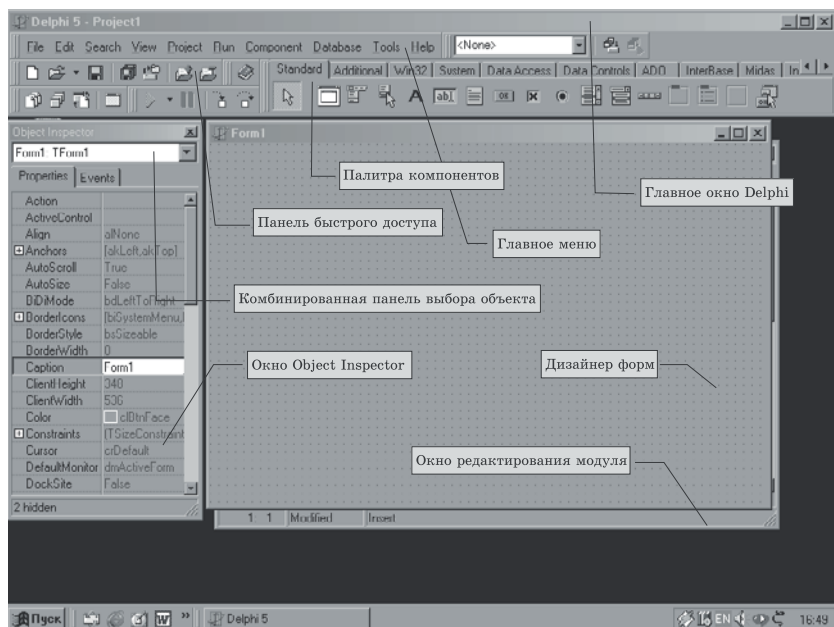 Delphi 5 - Project1
File Edit Search View Project Run Component Database Tools Help <None>
Standard Additional Win32 System Data Access Data Controls ADO InterBase Midas In
Object Inspector
Form1: TForm1
Properties Events
Action
ActiveControl
Align alNone
Anchors [akLeft,akTop]
AutoScroll True
AutoSize False
BiDiMode bdLeftToRight
BorderIcons [biSystemMenu,
BorderStyle bsSizeable
BorderWidth 0
Caption Form1
ClientHeight 340
ClientWidth 536
Color clBtnFace
Constraints (TSizeConstraint
Cursor crDefault
DefaultMonitor dmActiveForm
DockSite False
2 hidden
Form1
Палитра компонентов
Главное окно Delphi
Панель быстрого доступа
Главное меню
Комбинированная панель выбора объекта
Окно Object Inspector
Дизайнер форм
Окно редактирования модуля
1: 1 Modified Insert
Пуск Delphi 5 EN 16:49